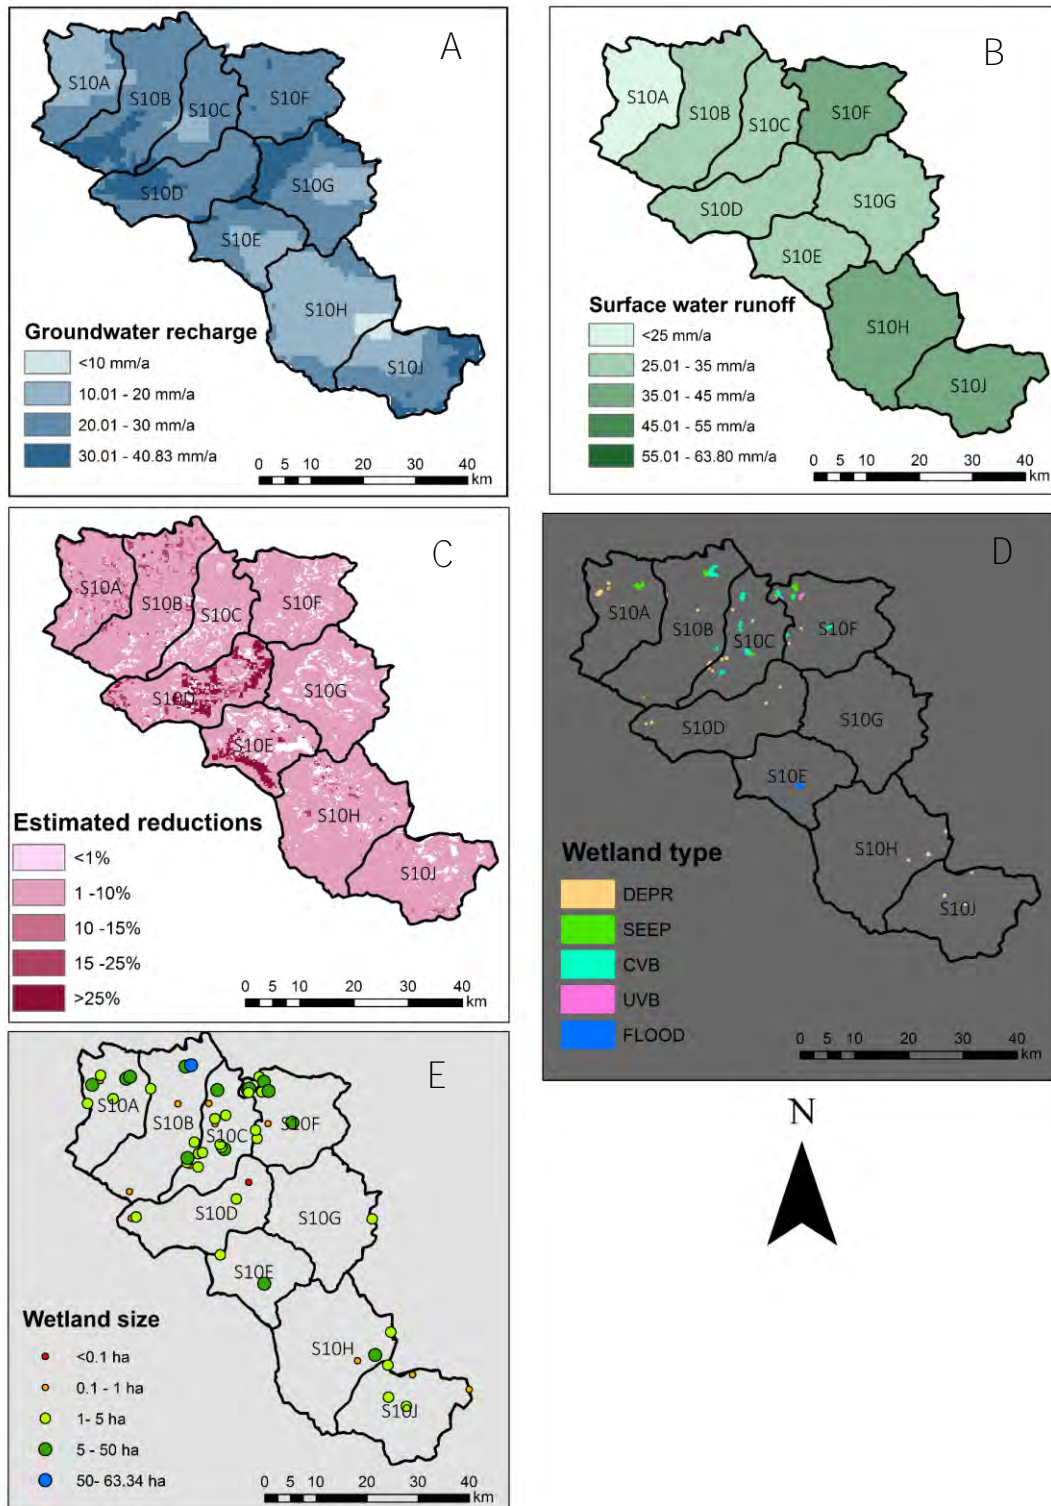 A
S10A
S10B
S10C
S10F
S10D
S10G
S10E
S10H
S10J
Groundwater recharge
<10 mm/a
10.01 - 20 mm/a
20.01 - 30 mm/a
30.01 - 40.83 mm/a
0 5 10 20 30 40
km
B
S10A
S10B
S10C
S10F
S10D
S10G
S10E
S10H
S10J
Surface water runoff
<25 mm/a
25.01 - 35 mm/a
35.01 - 45 mm/a
45.01 - 55 mm/a
55.01 - 63.80 mm/a
0 5 10 20 30 40
km
C
S10A
S10B
S10C
S10F
S10D
S10G
S10E
S10H
S10J
Estimated reductions
<1%
1 -10%
10 -15%
15 -25%
>25%
0 5 10 20 30 40
km
D
S10A
S10B
S10C
S10F
S10D
S10G
S10E
S10H
S10J
Wetland type
DEPR
SEEP
CVB
UVB
FLOOD
0 5 10 20 30 40
km
E
S10A
S10B
S10C
S10F
S10D
S10G
S10E
S10H
S10J
Wetland size
<0.1 ha
0.1 - 1 ha
1- 5 ha
5 - 50 ha
50- 63.34 ha
0 5 10 20 30 40
km
N